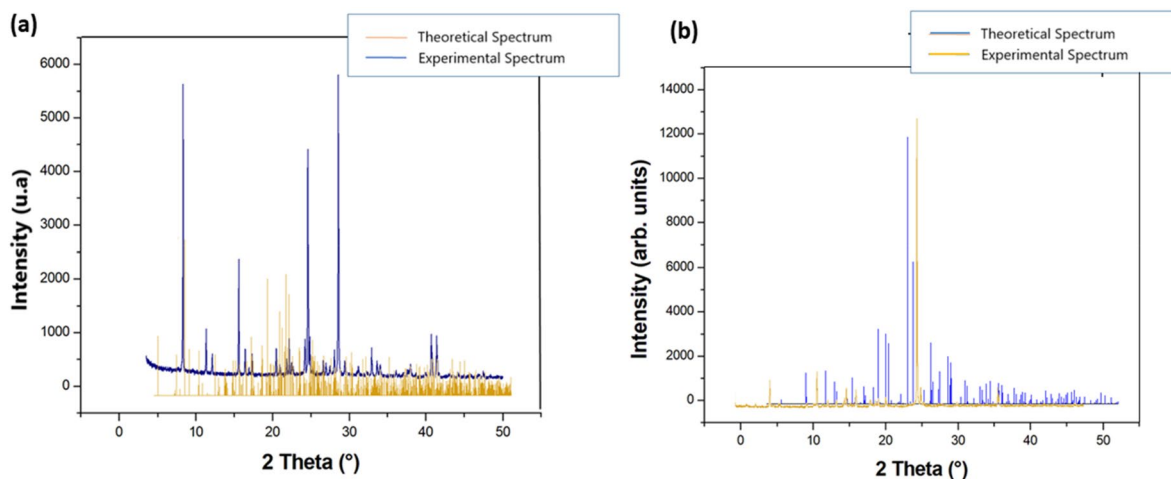 (a)
Theoretical Spectrum
Experimental Spectrum
6000
5000
4000
3000
2000
1000
0
Intensity (u.a)
0 10 20 30 40 50
2 Theta (°)
(b)
Theoretical Spectrum
Experimental Spectrum
14000
12000
10000
8000
6000
4000
2000
0
Intensity (arb. units)
0 10 20 30 40 50
2 Theta (°)